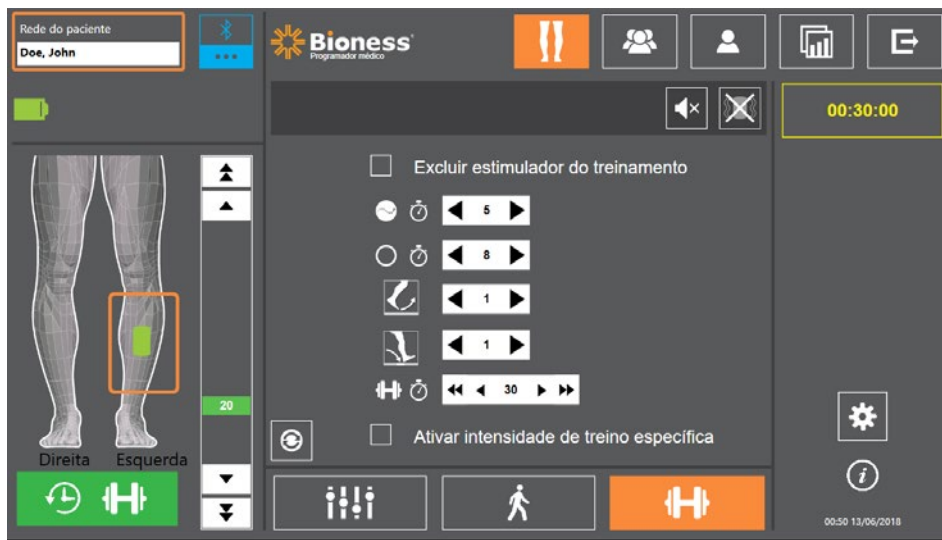 Rede do paciente
Doe, John
Bioness
Programador médico
00:30:00
Excluir estimulador do treinamento
5
8
1
1
30
20
Ativar intensidade de treino específica
Direita Esquerda
00:50 13/06/2018